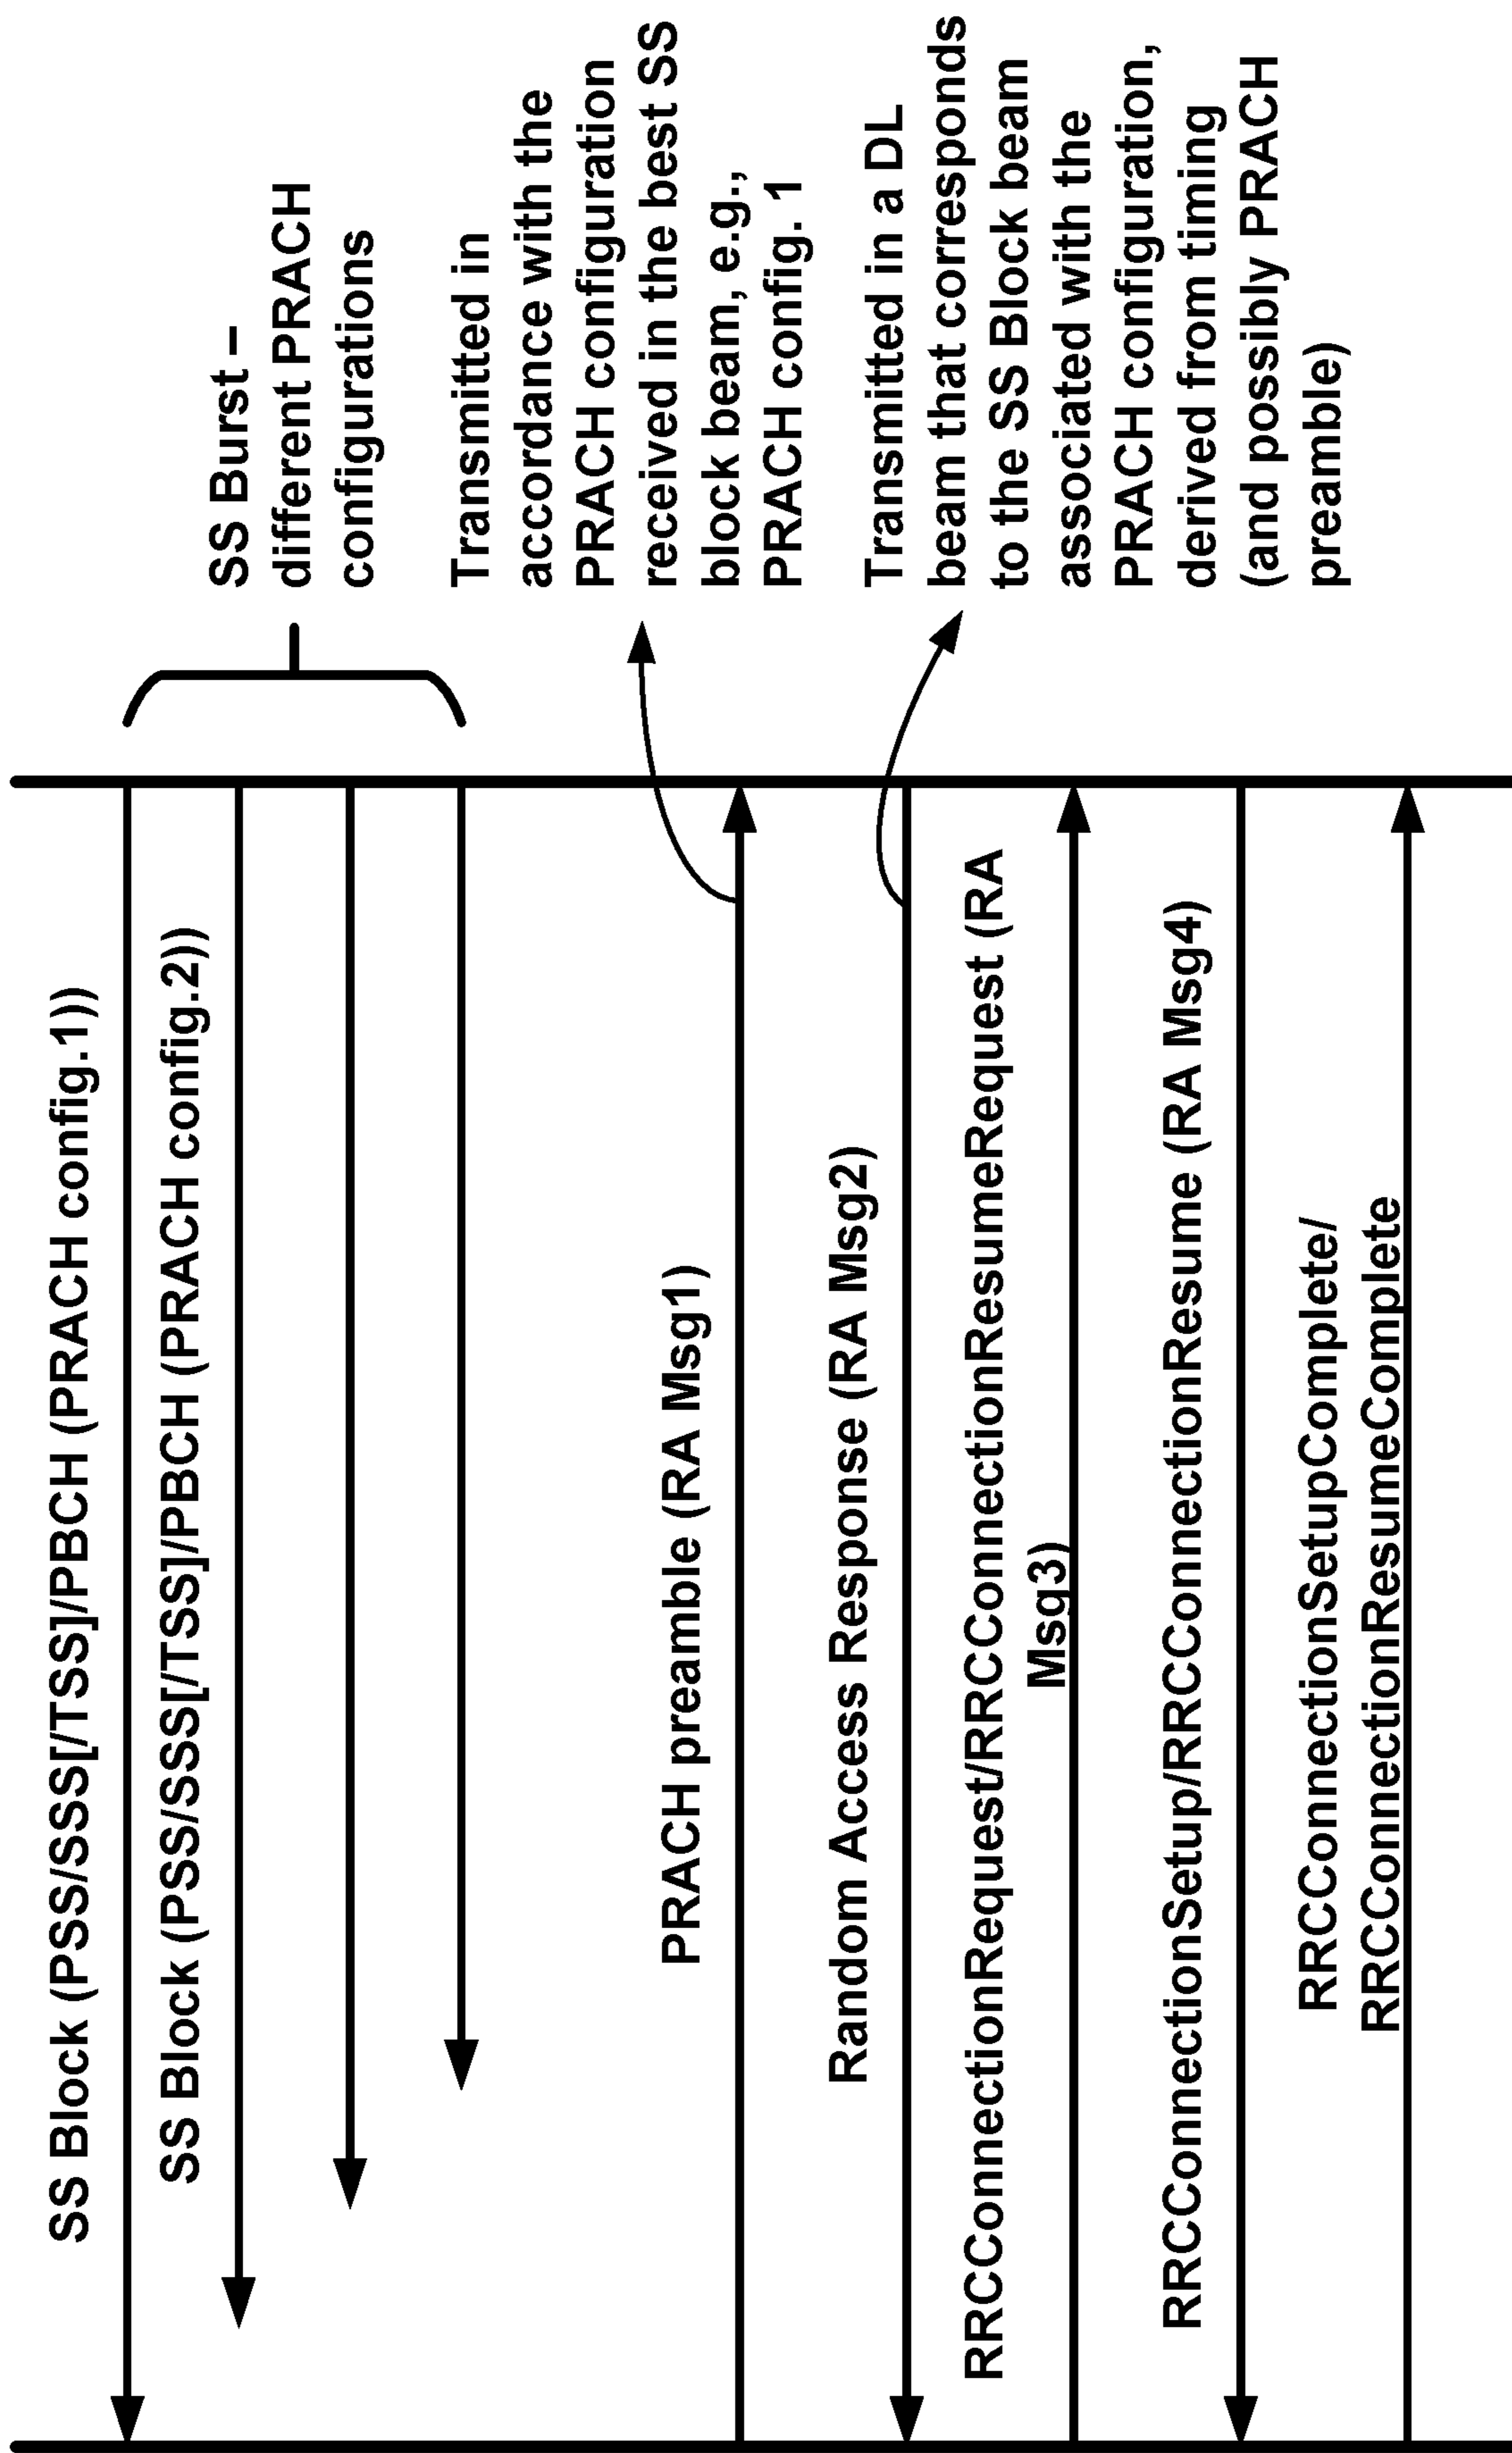 SS Block (PSS/SSS[/TSS]/PBCH (PRACH config.1))
SS Block (PSS/SSS[/TSS]/PBCH (PRACH config.2))
SS Burst –
different PRACH
configurations
PRACH preamble (RA Msg1)
Transmitted in
accordance with the
PRACH configuration
received in the best SS
block beam, e.g.,
PRACH config. 1
Random Access Response (RA Msg2)
Transmitted in a DL
beam that corresponds
to the SS Block beam
associated with the
PRACH configuration,
derived from timing
(and possibly PRACH
preamble)
RRCConnectionRequest/RRCConnectionResumeRequest (RA
Msg3)
RRCConnectionSetup/RRCConnectionResume (RA Msg4)
RRCConnectionSetupComplete/
RRCConnectionResumeComplete